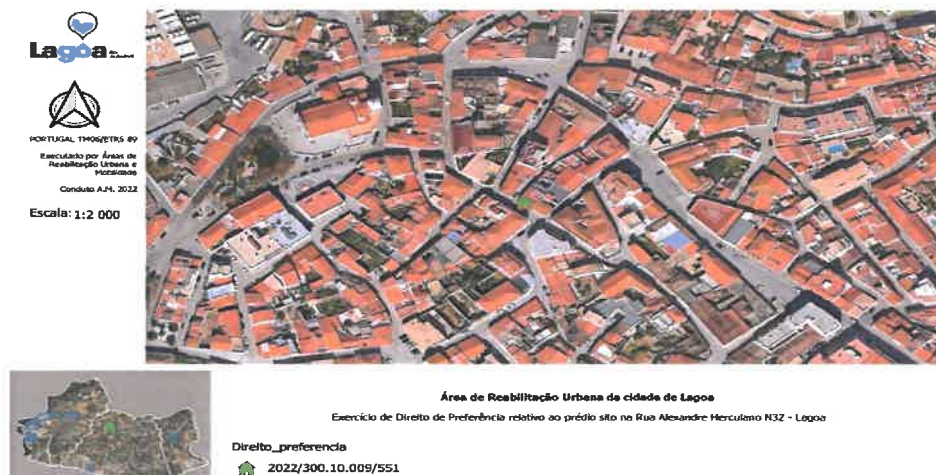 Lagoa
PORTUGAL TM06/ETRS 89
Executado por Áreas de
Reabilitação Urbana e
Mobilidade
Conduto A.M. 2022
Escala: 1:2 000
Área de Reabilitação Urbana da cidade de Lagoa
Exercício de Direito de Preferência relativo ao prédio sito na Rua Alexandre Herculano N32 - Lagoa
Direito_preferencia
2022/300.10.009/551